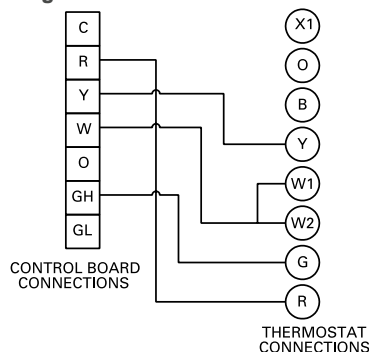 C
R
Y
W
O
GH
GL
CONTROL BOARD
CONNECTIONS
X1
O
B
Y
W1
W2
G
R
THERMOSTAT
CONNECTIONS